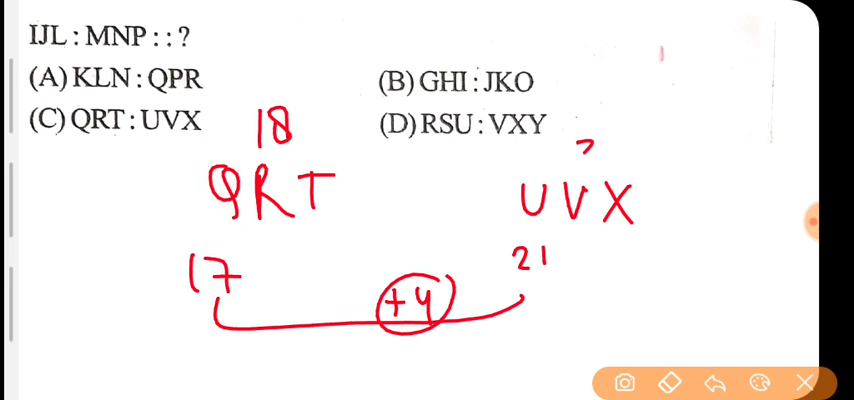 IJL : MNP : : ?
(A) KLN : QPR (B) GHI : JKO
(C) QRT : UVX (D) RSU : VXY
18
QRT UVX
17 21
+4